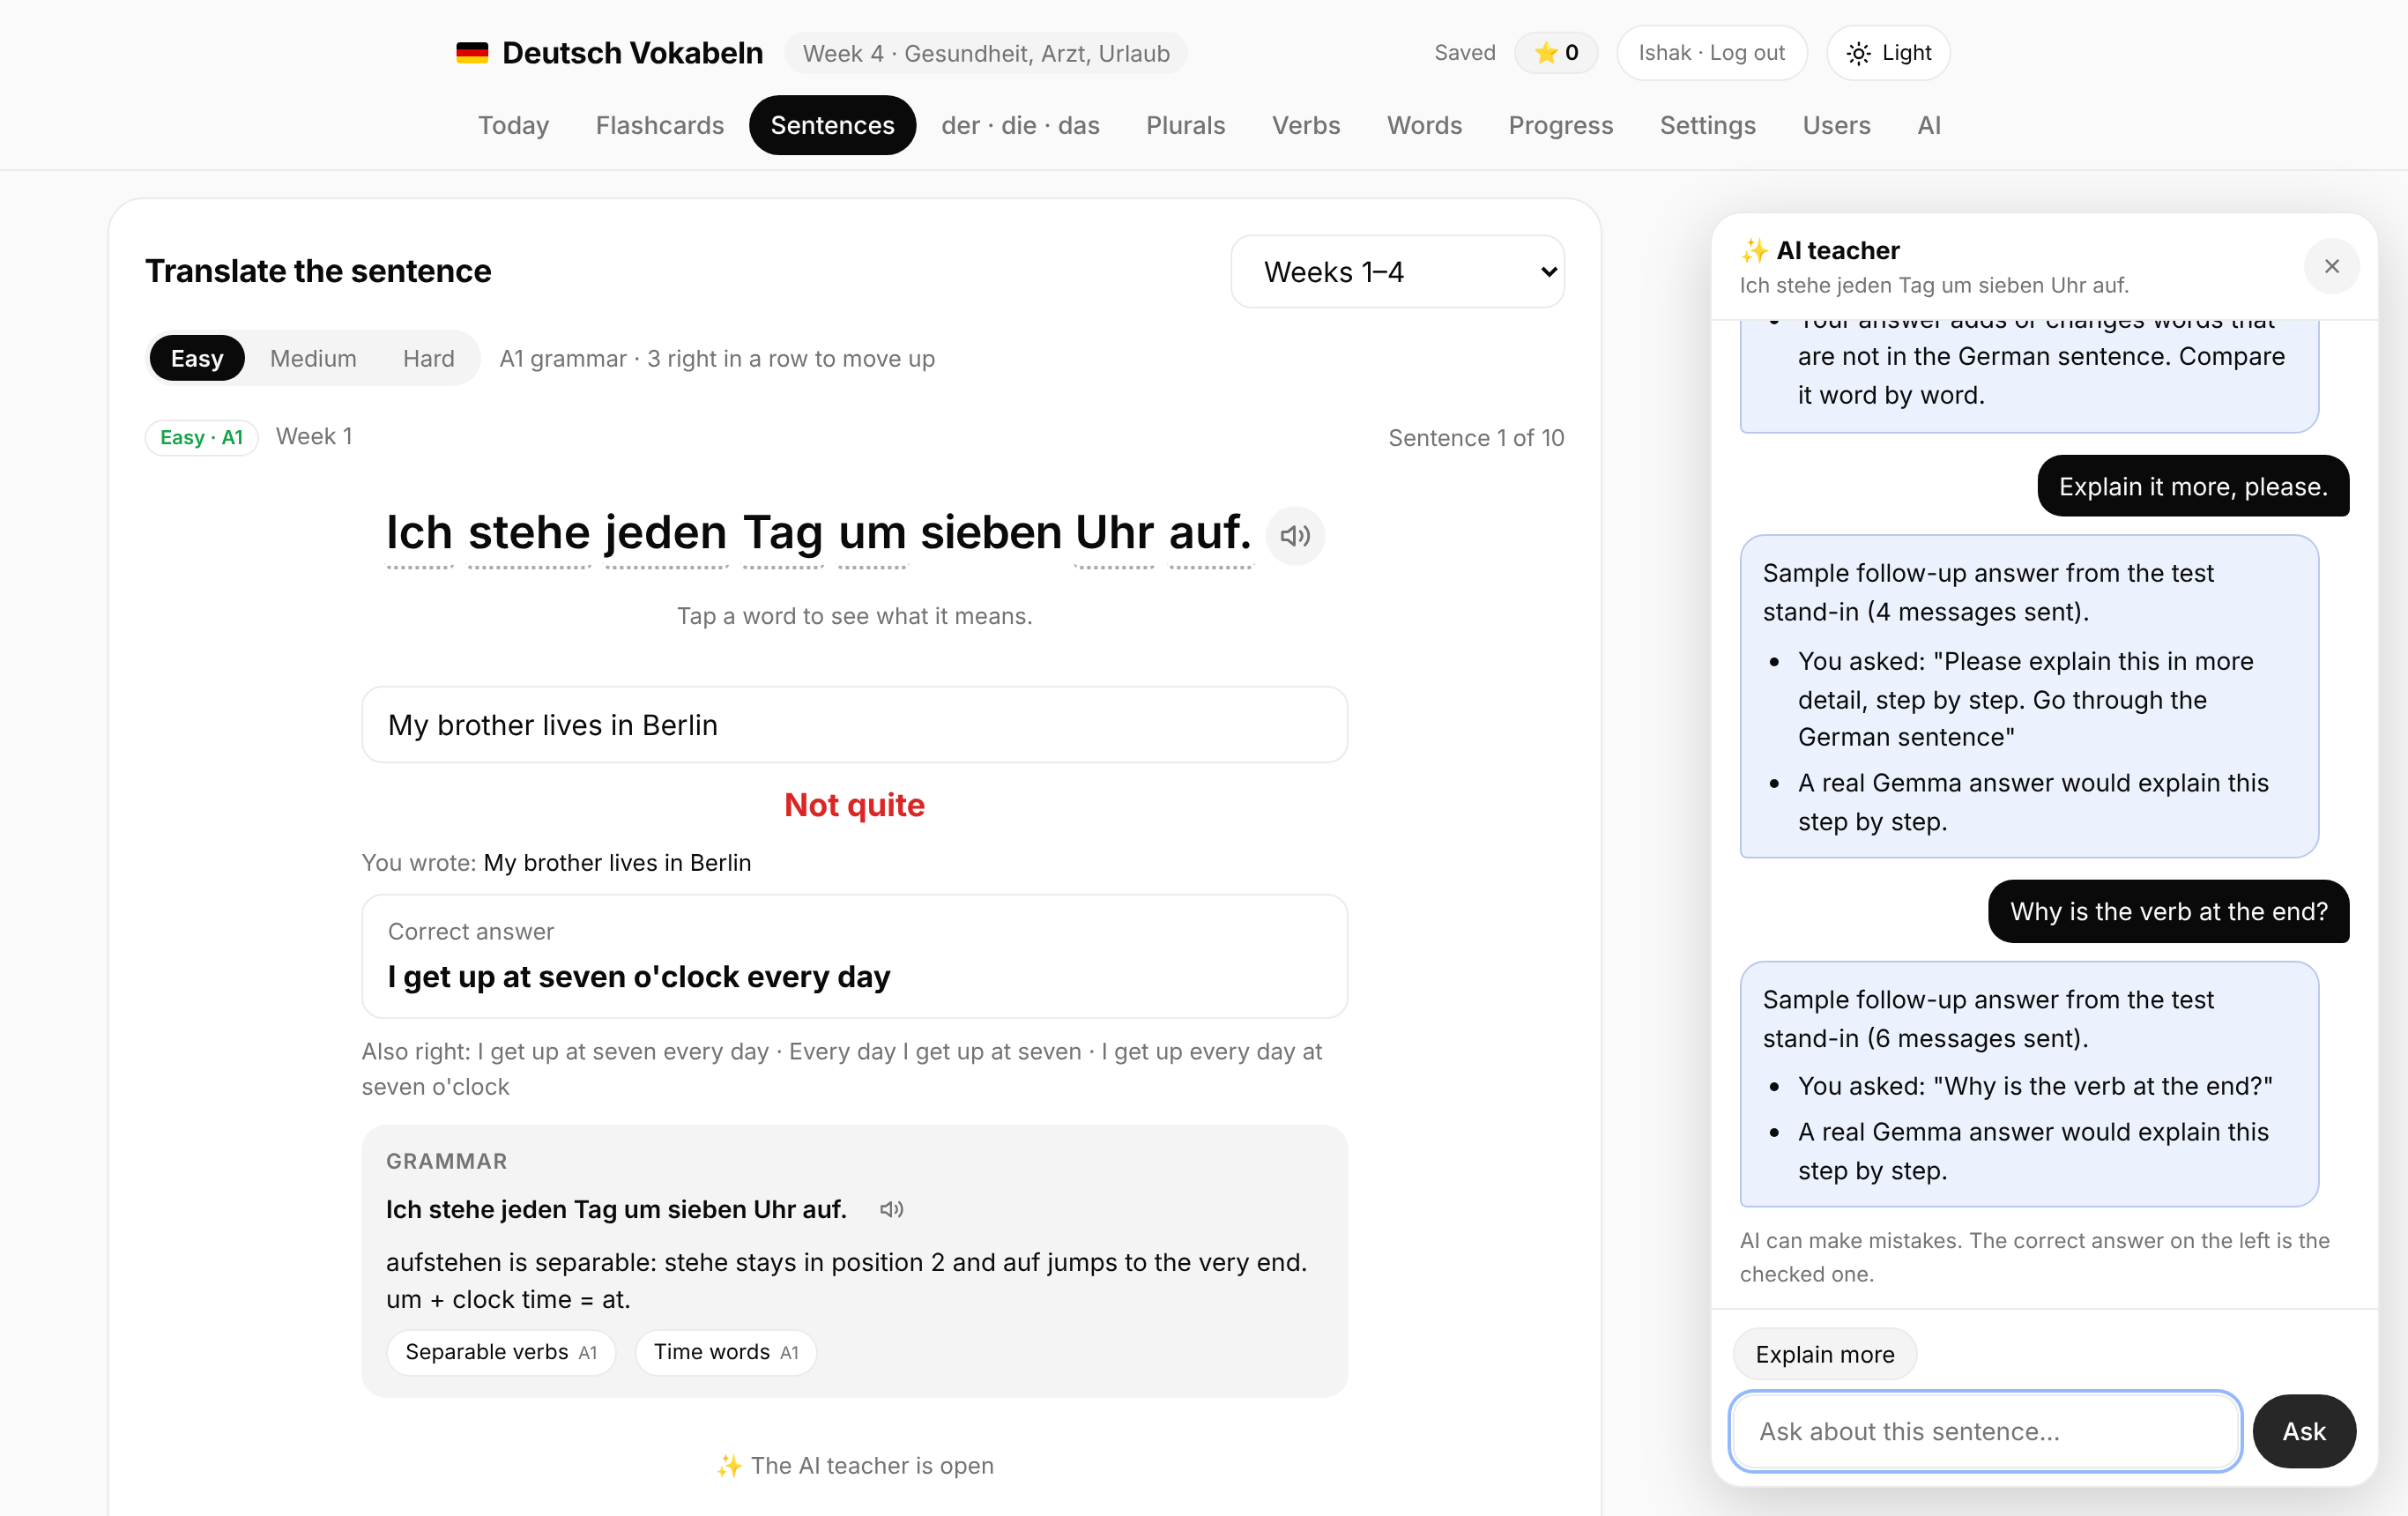 Deutsch Vokabeln
Week 4 · Gesundheit, Arzt, Urlaub
Saved
⭐ 0
Ishak · Log out
Light
Today
Flashcards
Sentences
der · die · das
Plurals
Verbs
Words
Progress
Settings
Users
AI
Translate the sentence
Weeks 1–4
Easy
Medium
Hard
A1 grammar · 3 right in a row to move up
Easy · A1
Week 1
Sentence 1 of 10
Ich stehe jeden Tag um sieben Uhr auf.
Tap a word to see what it means.
My brother lives in Berlin
Not quite
You wrote: My brother lives in Berlin
Correct answer
I get up at seven o'clock every day
Also right: I get up at seven every day · Every day I get up at seven · I get up every day at
seven o'clock
GRAMMAR
Ich stehe jeden Tag um sieben Uhr auf.
aufstehen is separable: stehe stays in position 2 and auf jumps to the very end.
um + clock time = at.
Separable verbs A1
Time words A1
✨ The AI teacher is open
✨ AI teacher
Ich stehe jeden Tag um sieben Uhr auf.
• Your answer adds or changes words that
are not in the German sentence. Compare
it word by word.
Explain it more, please.
Sample follow-up answer from the test
stand-in (4 messages sent).
• You asked: "Please explain this in more
detail, step by step. Go through the
German sentence"
• A real Gemma answer would explain this
step by step.
Why is the verb at the end?
Sample follow-up answer from the test
stand-in (6 messages sent).
• You asked: "Why is the verb at the end?"
• A real Gemma answer would explain this
step by step.
AI can make mistakes. The correct answer on the left is the
checked one.
Explain more
Ask about this sentence...
Ask